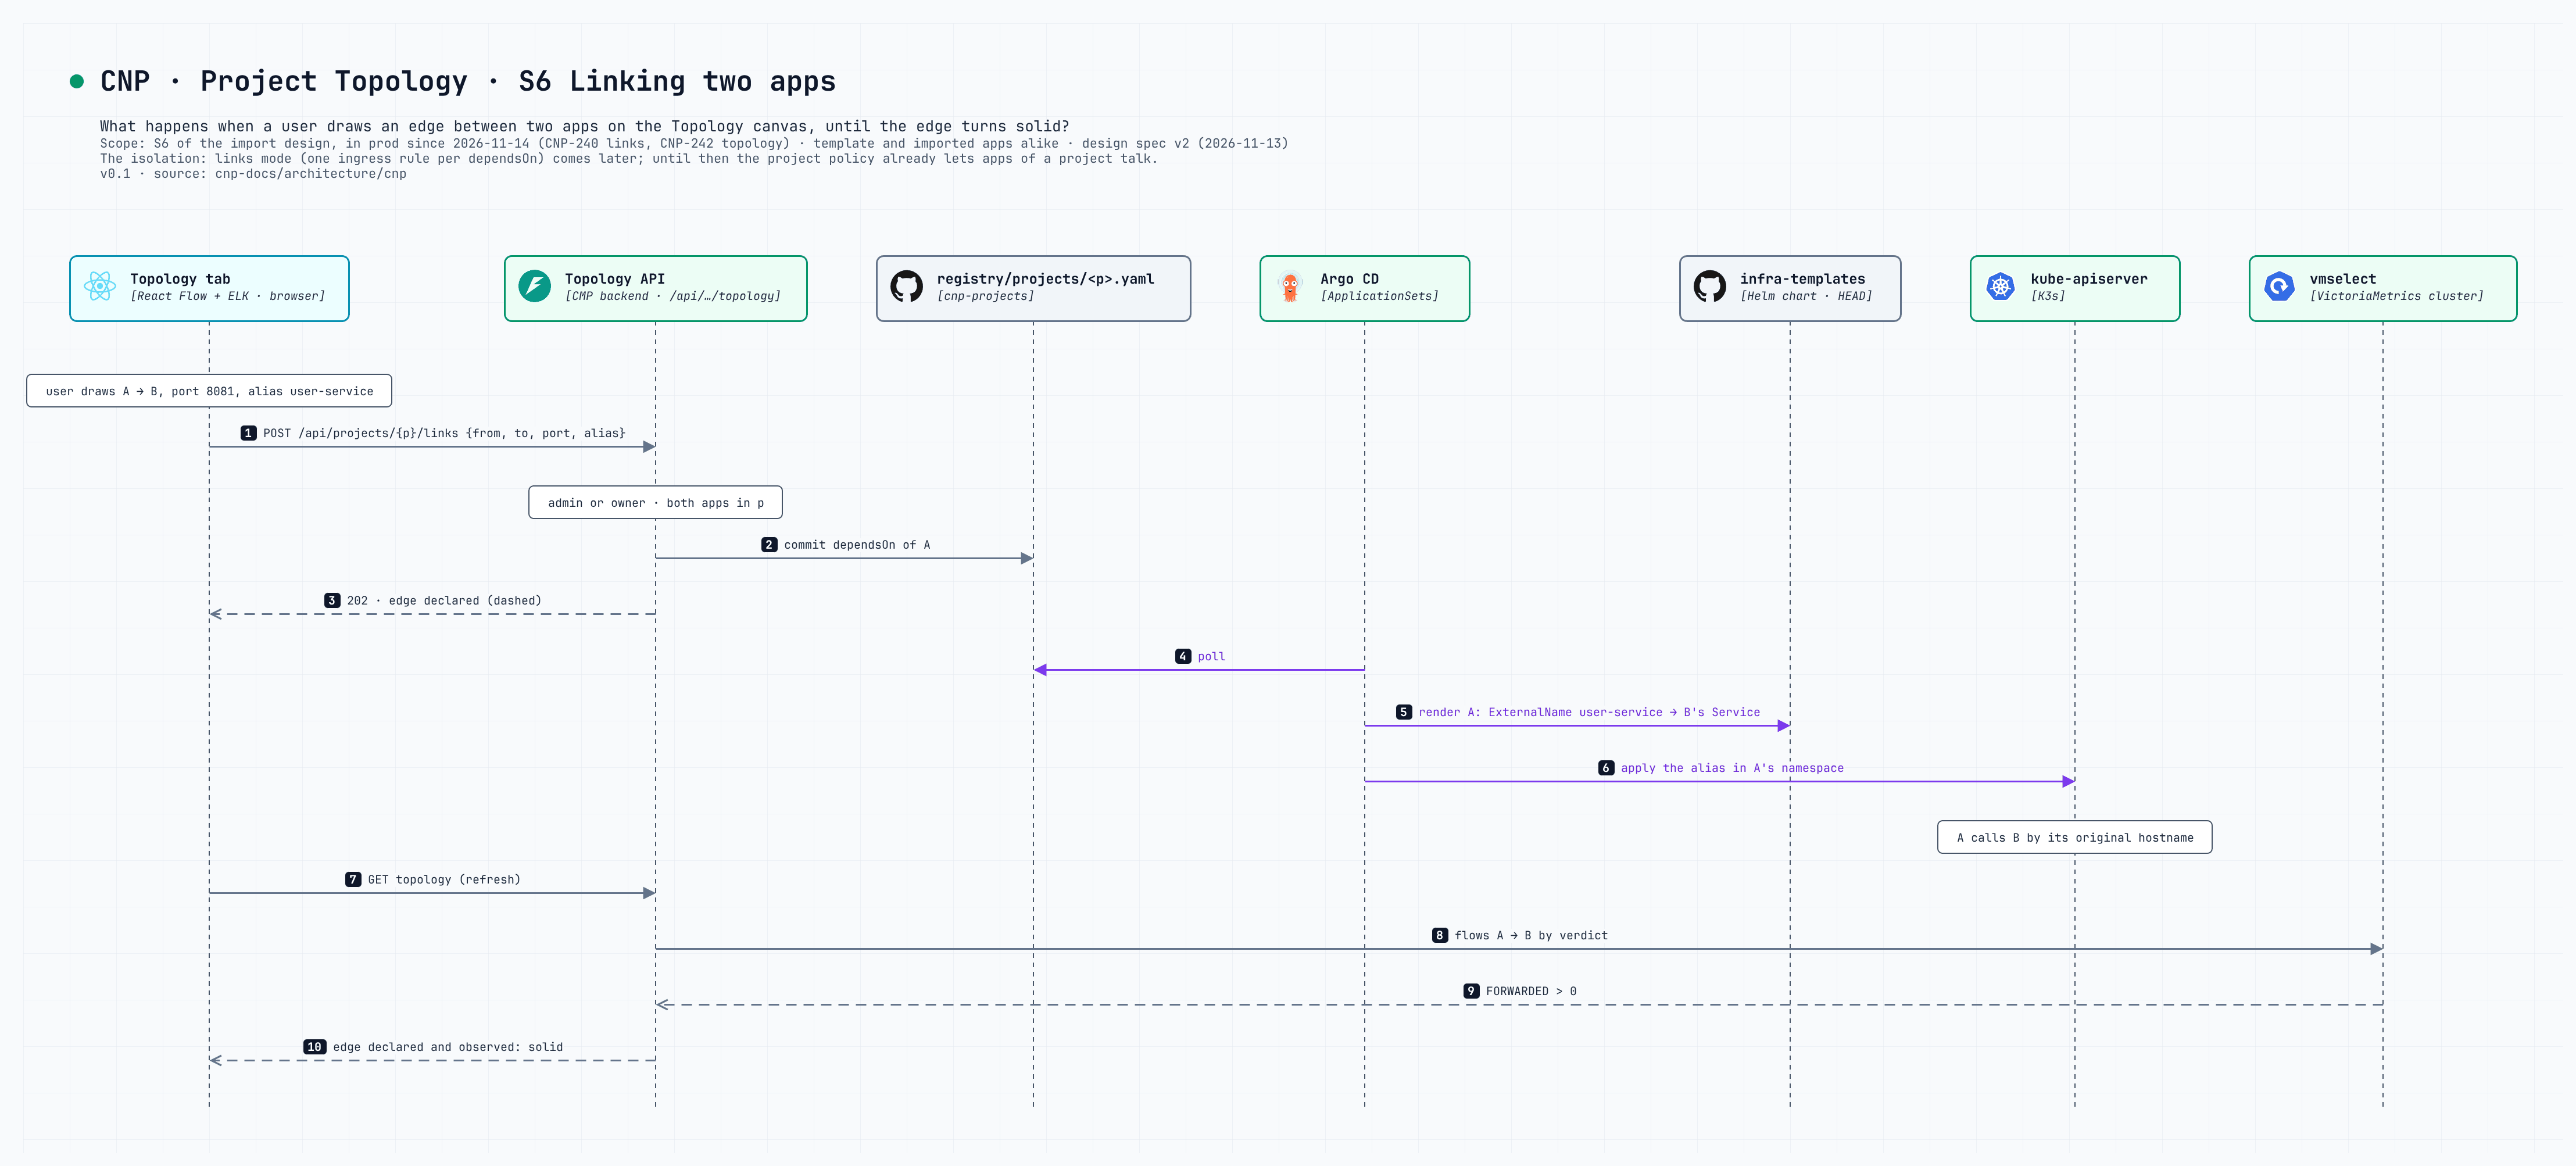 CNP · Project Topology · S6 Linking two apps
What happens when a user draws an edge between two apps on the Topology canvas, until the edge turns solid?
Scope: S6 of the import design, in prod since 2026-11-14 (CNP-240 links, CNP-242 topology) · template and imported apps alike · design spec v2 (2026-11-13)
The isolation: links mode (one ingress rule per dependsOn) comes later; until then the project policy already lets apps of a project talk.
v0.1 · source: cnp-docs/architecture/cnp
Topology tab
[React Flow + ELK · browser]
Topology API
[CMP backend · /api/…/topology]
registry/projects/<p>.yaml
[cnp-projects]
Argo CD
[ApplicationSets]
infra-templates
[Helm chart · HEAD]
kube-apiserver
[K3s]
vmselect
[VictoriaMetrics cluster]
user draws A → B, port 8081, alias user-service
1 POST /api/projects/{p}/links {from, to, port, alias}
admin or owner · both apps in p
2 commit dependsOn of A
3 202 · edge declared (dashed)
4 poll
5 render A: ExternalName user-service → B's Service
6 apply the alias in A's namespace
A calls B by its original hostname
7 GET topology (refresh)
8 flows A → B by verdict
9 FORWARDED > 0
10 edge declared and observed: solid